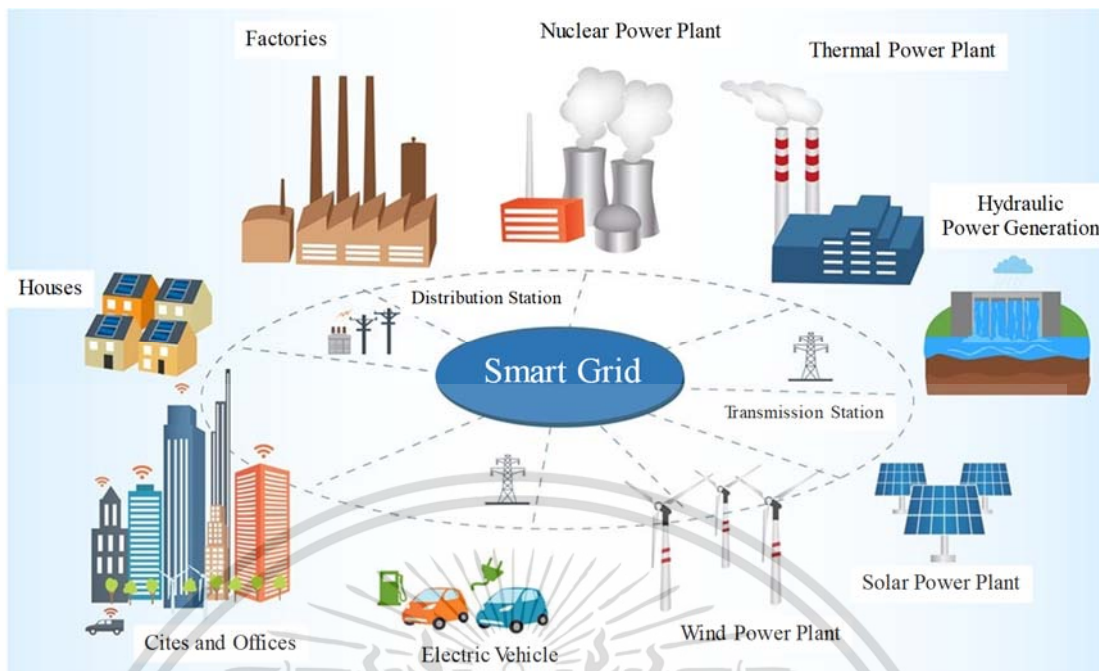 Factories
Nuclear Power Plant
Thermal Power Plant
Hydraulic
Power Generation
Houses
Distribution Station
Smart Grid
Transmission Station
Solar Power Plant
Wind Power Plant
Cites and Offices
Electric Vehicle